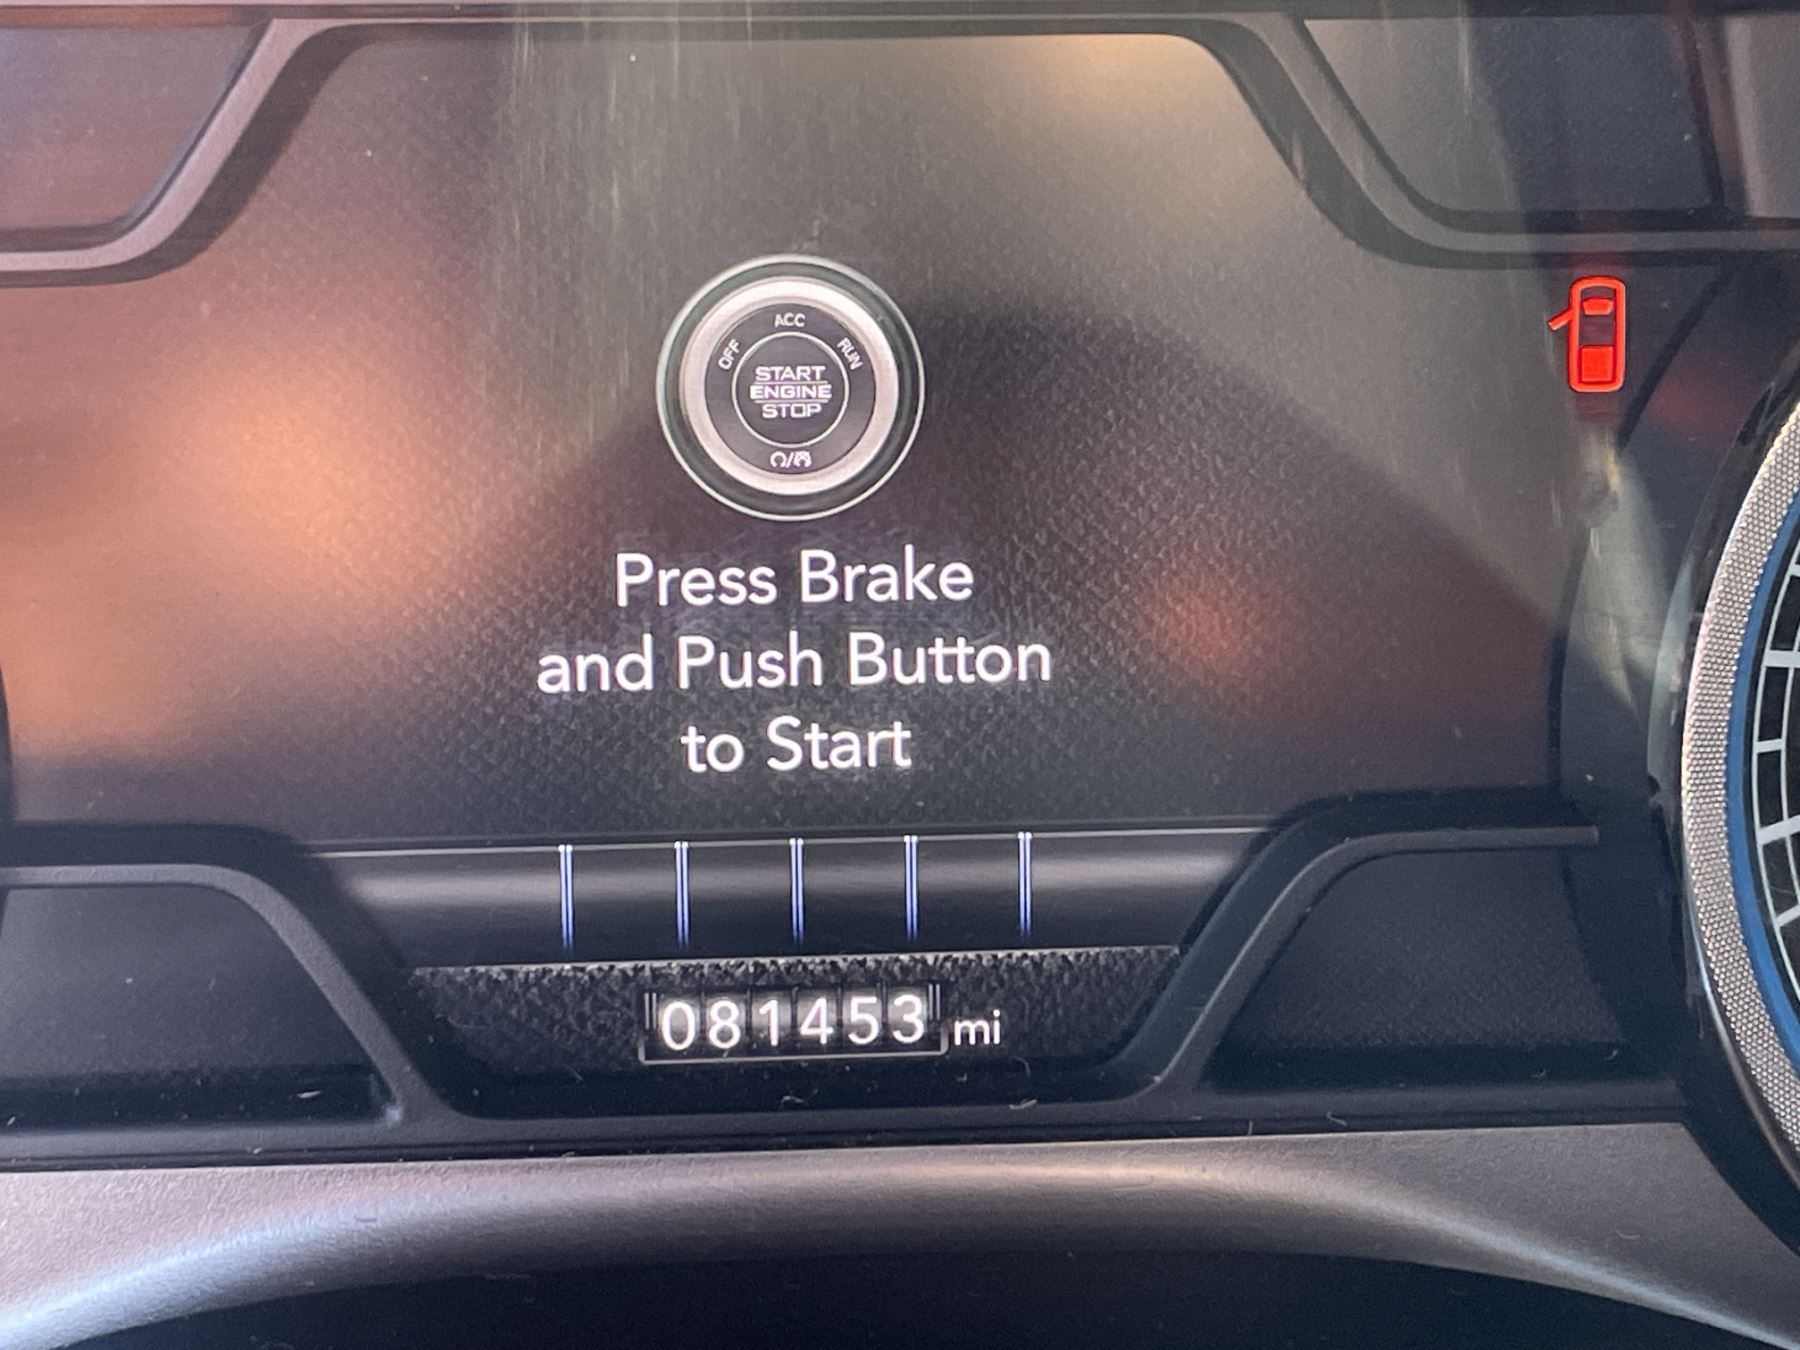 ACC
OFF
RUN
START
ENGINE
STOP
Press Brake
and Push Button
to Start
081453 mi